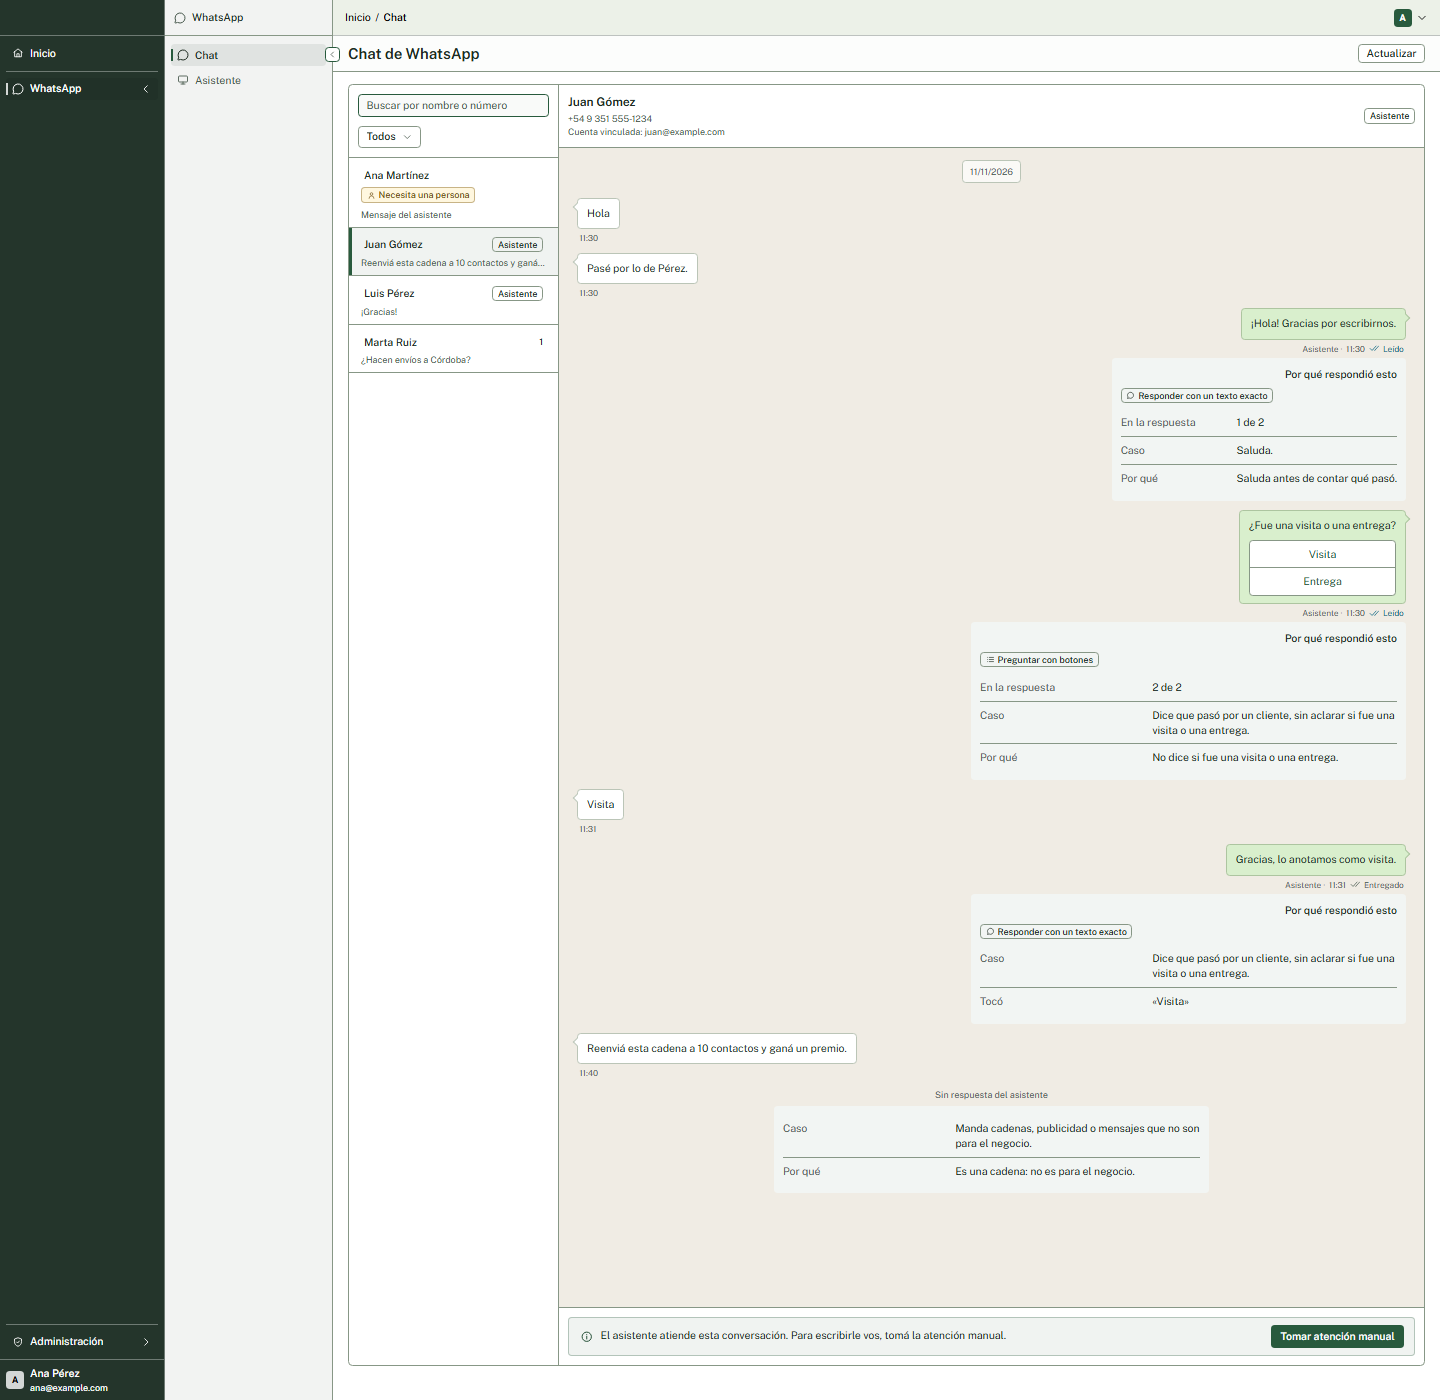 Inicio
WhatsApp
Administración
A
Ana Pérez
ana@example.com
WhatsApp
Chat
Asistente
Inicio / Chat
A
Chat de WhatsApp
Actualizar
Buscar por nombre o número
Todos
Ana Martínez
Necesita una persona
Mensaje del asistente
Juan Gómez
Asistente
Reenviá esta cadena a 10 contactos y ganá...
Luis Pérez
Asistente
¡Gracias!
Marta Ruiz
1
¿Hacen envíos a Córdoba?
Juan Gómez
+54 9 351 555-1234
Cuenta vinculada: juan@example.com
Asistente
11/11/2026
Hola
11:30
Pasé por lo de Pérez.
11:30
¡Hola! Gracias por escribirnos.
Asistente · 11:30 Leído
Por qué respondió esto
Responder con un texto exacto
En la respuesta 1 de 2
Caso Saluda.
Por qué Saluda antes de contar qué pasó.
¿Fue una visita o una entrega?
Visita
Entrega
Asistente · 11:30 Leído
Por qué respondió esto
Preguntar con botones
En la respuesta 2 de 2
Caso Dice que pasó por un cliente, sin aclarar si fue una
visita o una entrega.
Por qué No dice si fue una visita o una entrega.
Visita
11:31
Gracias, lo anotamos como visita.
Asistente · 11:31 Entregado
Por qué respondió esto
Responder con un texto exacto
Caso Dice que pasó por un cliente, sin aclarar si fue una
visita o una entrega.
Tocó «Visita»
Reenviá esta cadena a 10 contactos y ganá un premio.
11:40
Sin respuesta del asistente
Caso Manda cadenas, publicidad o mensajes que no son
para el negocio.
Por qué Es una cadena: no es para el negocio.
El asistente atiende esta conversación. Para escribirle vos, tomá la atención manual.
Tomar atención manual